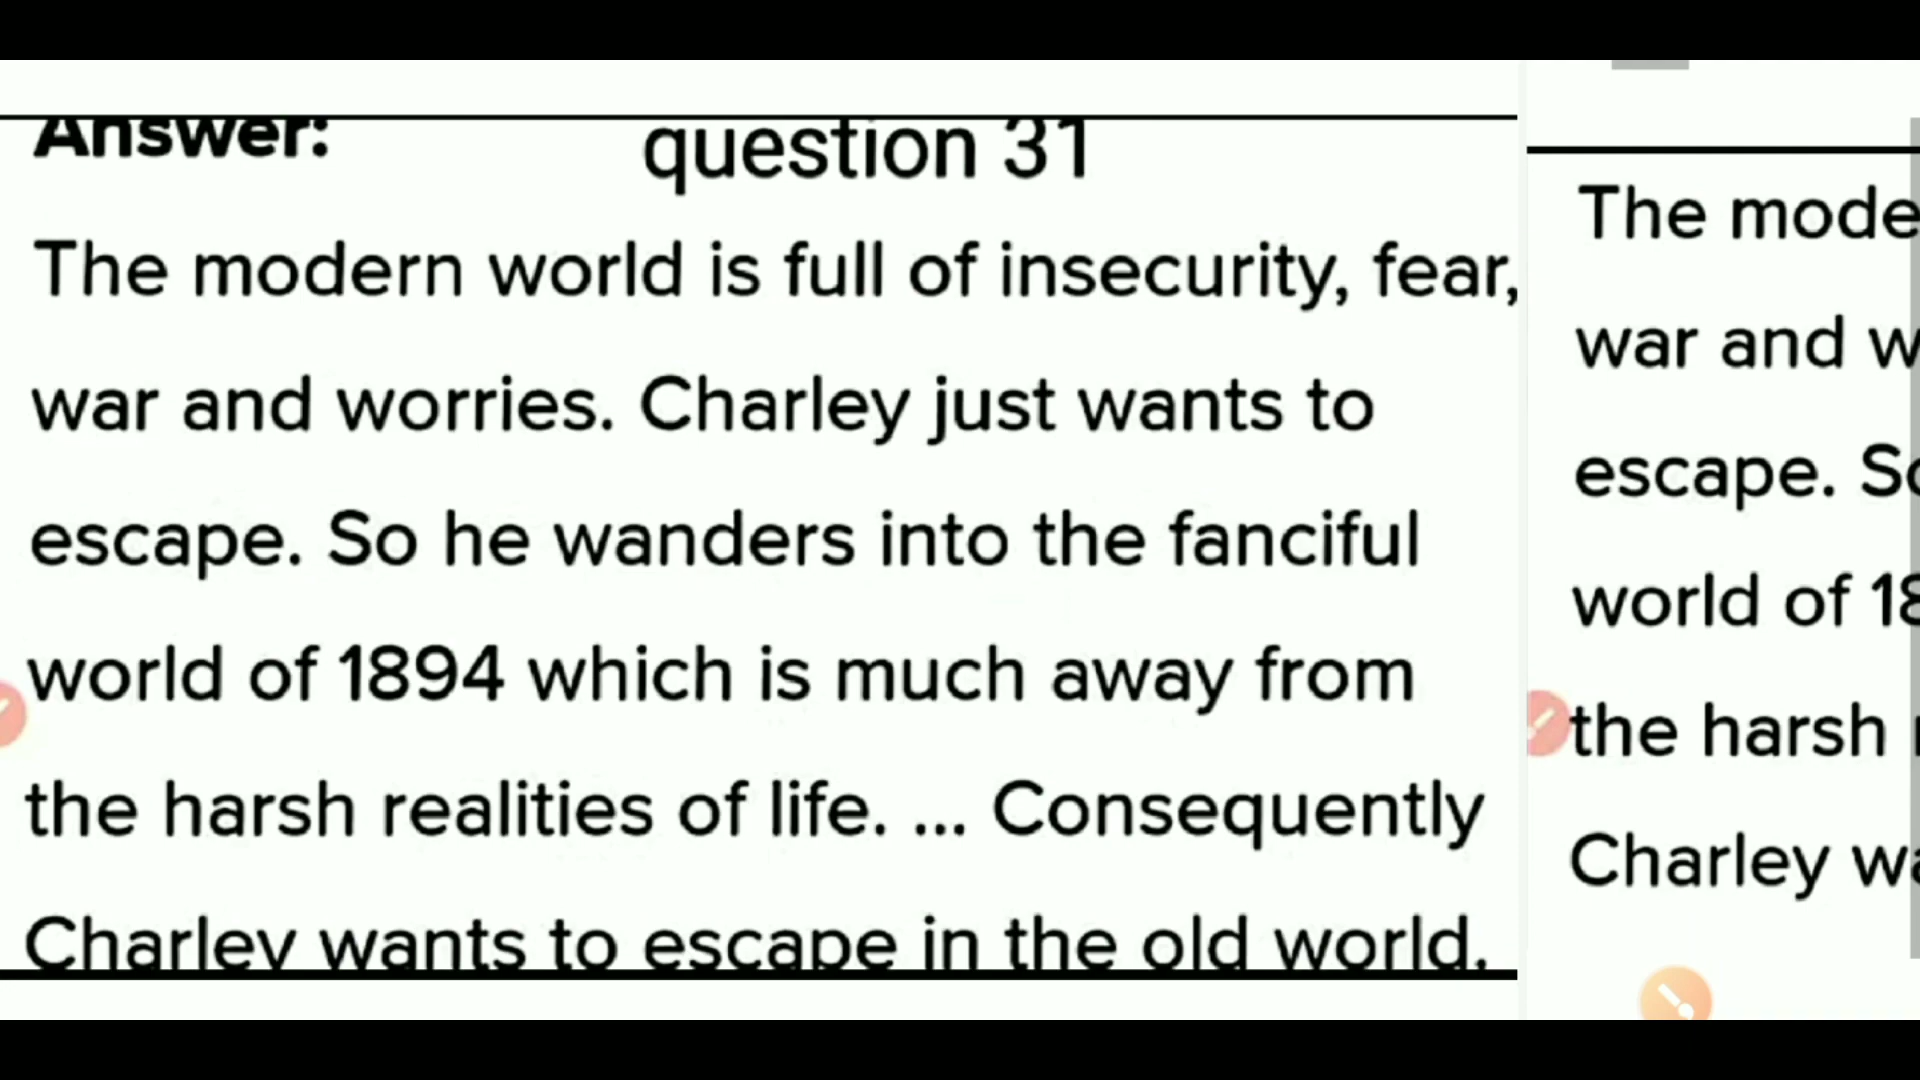 Answer:
question 31
The modern world is full of insecurity, fear,
war and worries. Charley just wants to
escape. So he wanders into the fanciful
world of 1894 which is much away from
the harsh realities of life. ... Consequently
Charley wants to escape in the old world.
The mode
war and w
escape. So
world of 18
the harsh
Charley wa